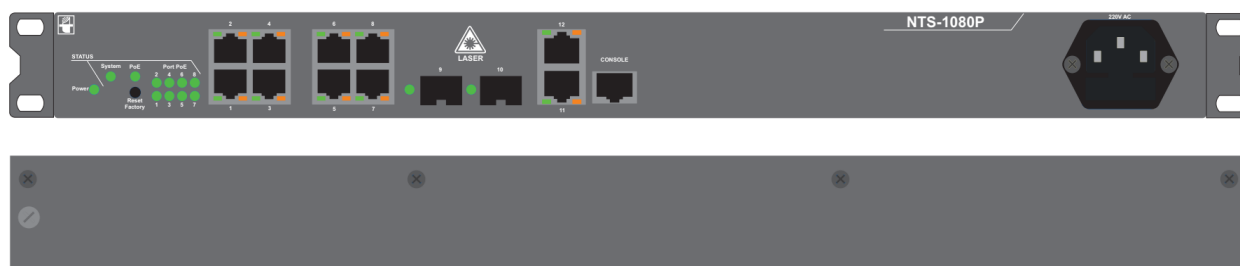 2 4 6 8
12
NTS-1080P
220V AC
STATUS
System PoE Port PoE
2 4 6 8
Power
Reset
Factory
1 3 5 7
LASER
9 10
CONSOLE
1 3 5 7
11